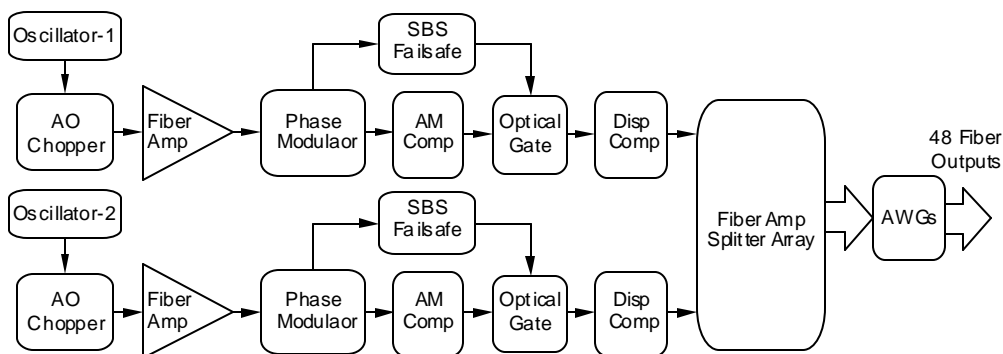 Oscillator-1
AO
Chopper
Fiber
Amp
Phase
Modulaor
SBS
Failsafe
AM
Comp
Optical
Gate
Disp
Comp
Oscillator-2
AO
Chopper
Fiber
Amp
Phase
Modulaor
SBS
Failsafe
AM
Comp
Optical
Gate
Disp
Comp
Fiber Amp
Splitter Array
AWGs
48 Fiber
Outputs